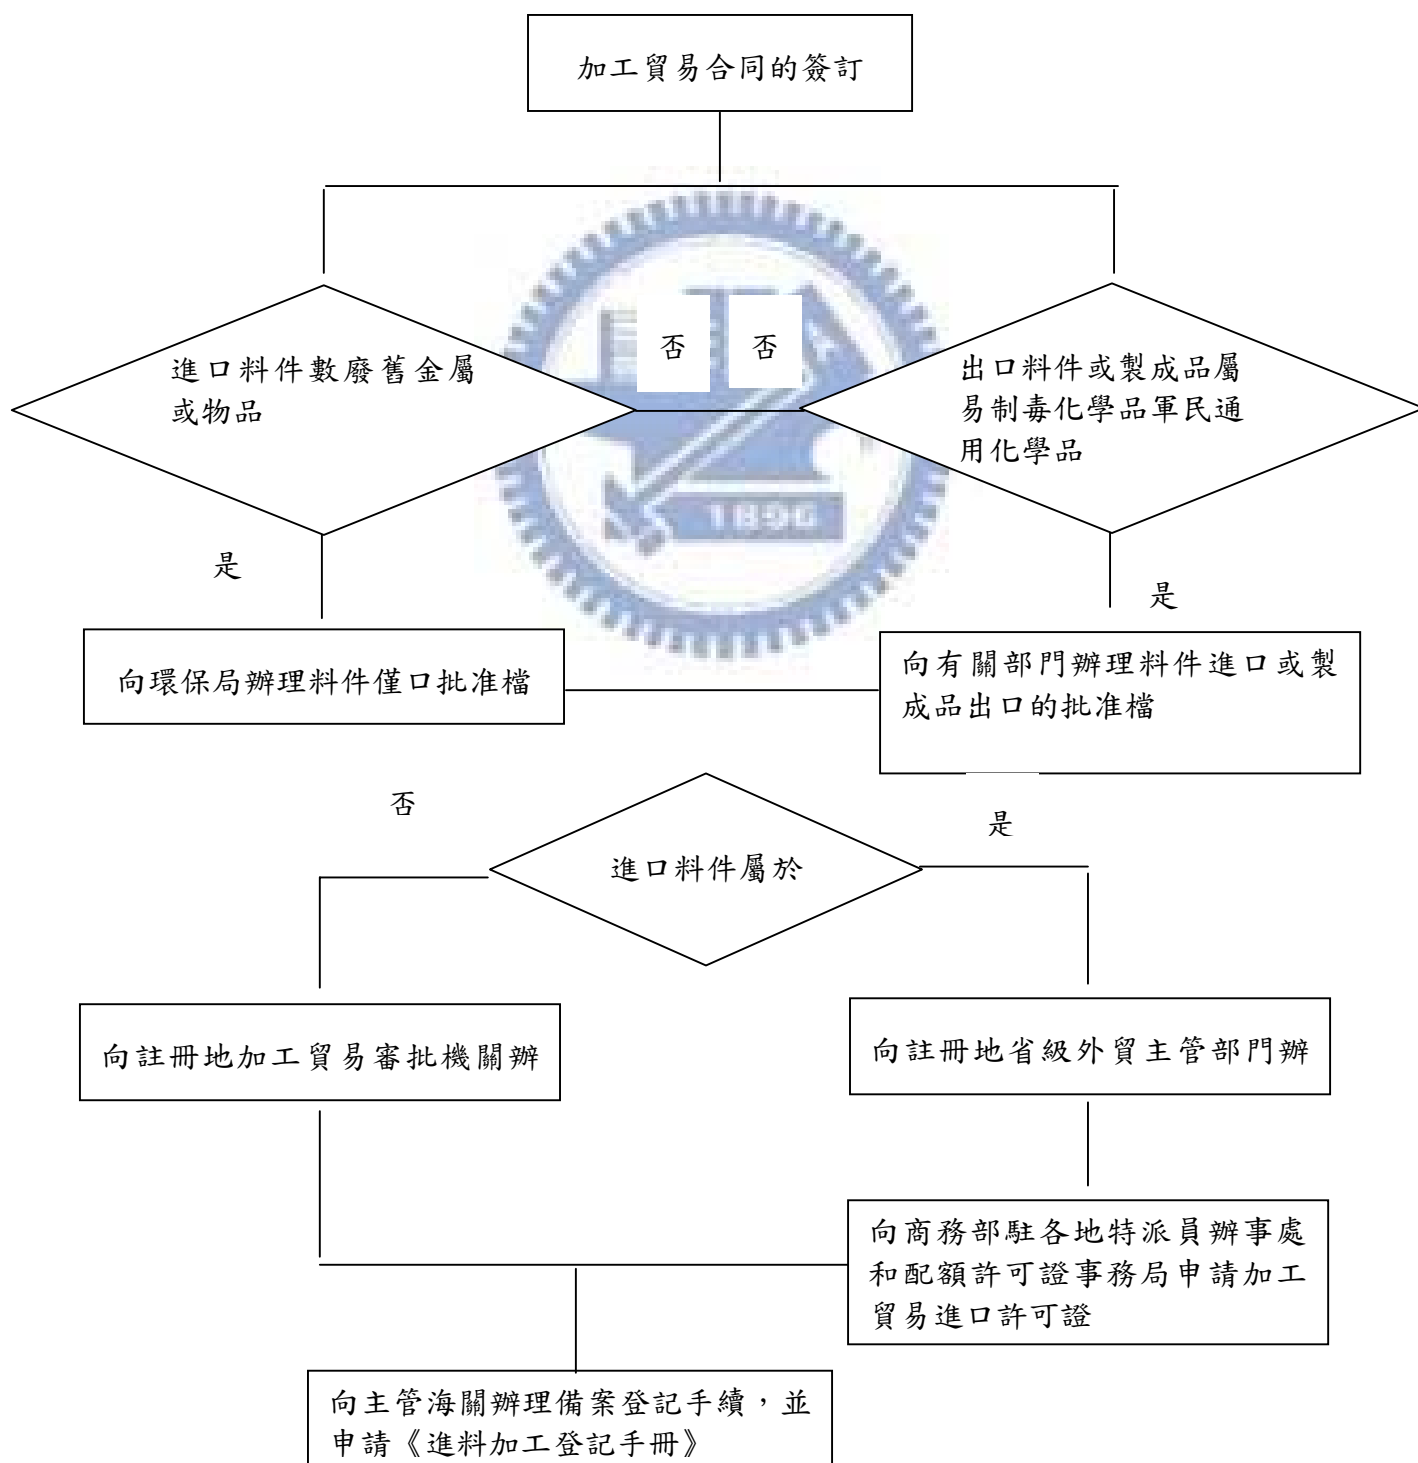 加工貿易合同的簽訂
進口料件數廢舊金屬
或物品
否
否
出口料件或製成品屬
易制毒化學品軍民通
用化學品
1896
是
是
向環保局辦理料件僅口批准檔
向有關部門辦理料件進口或製
成品出口的批准檔
否
是
進口料件屬於
向註冊地加工貿易審批機關辦
向註冊地省級外貿主管部門辦
向商務部駐各地特派員辦事處
和配額許可證事務局申請加工
貿易進口許可證
向主管海關辦理備案登記手續，並
申請《進料加工登記手冊》